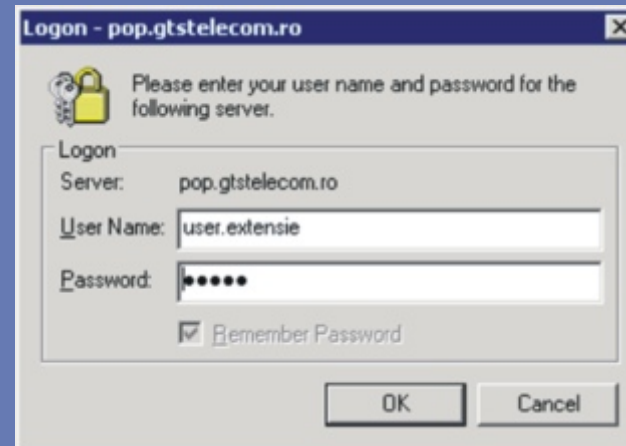 Logon - pop.gtstelecom.ro
Please enter your user name and password for the
following server.
Logon
Server: pop.gtstelecom.ro
User Name: user.extensie
Password: •••••
Remember Password
OK Cancel